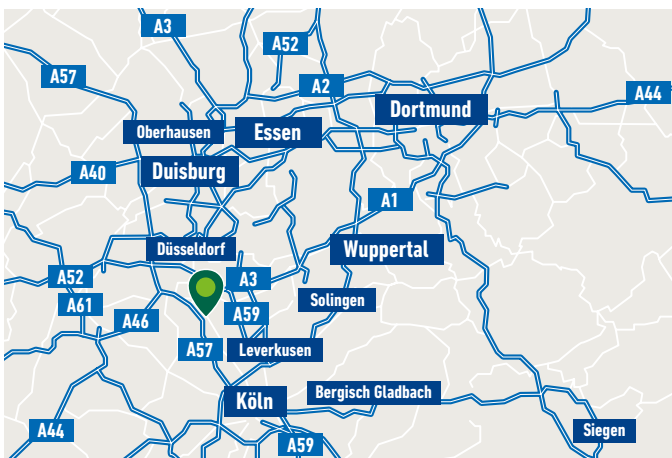 A3
A52
A57
A2
A44
Dortmund
Oberhausen
Essen
Duisburg
A40
A1
Düsseldorf
Wuppertal
A52
A3
Solingen
A61
A59
A46
A57
Leverkusen
Bergisch Gladbach
Köln
A44
A59
Siegen